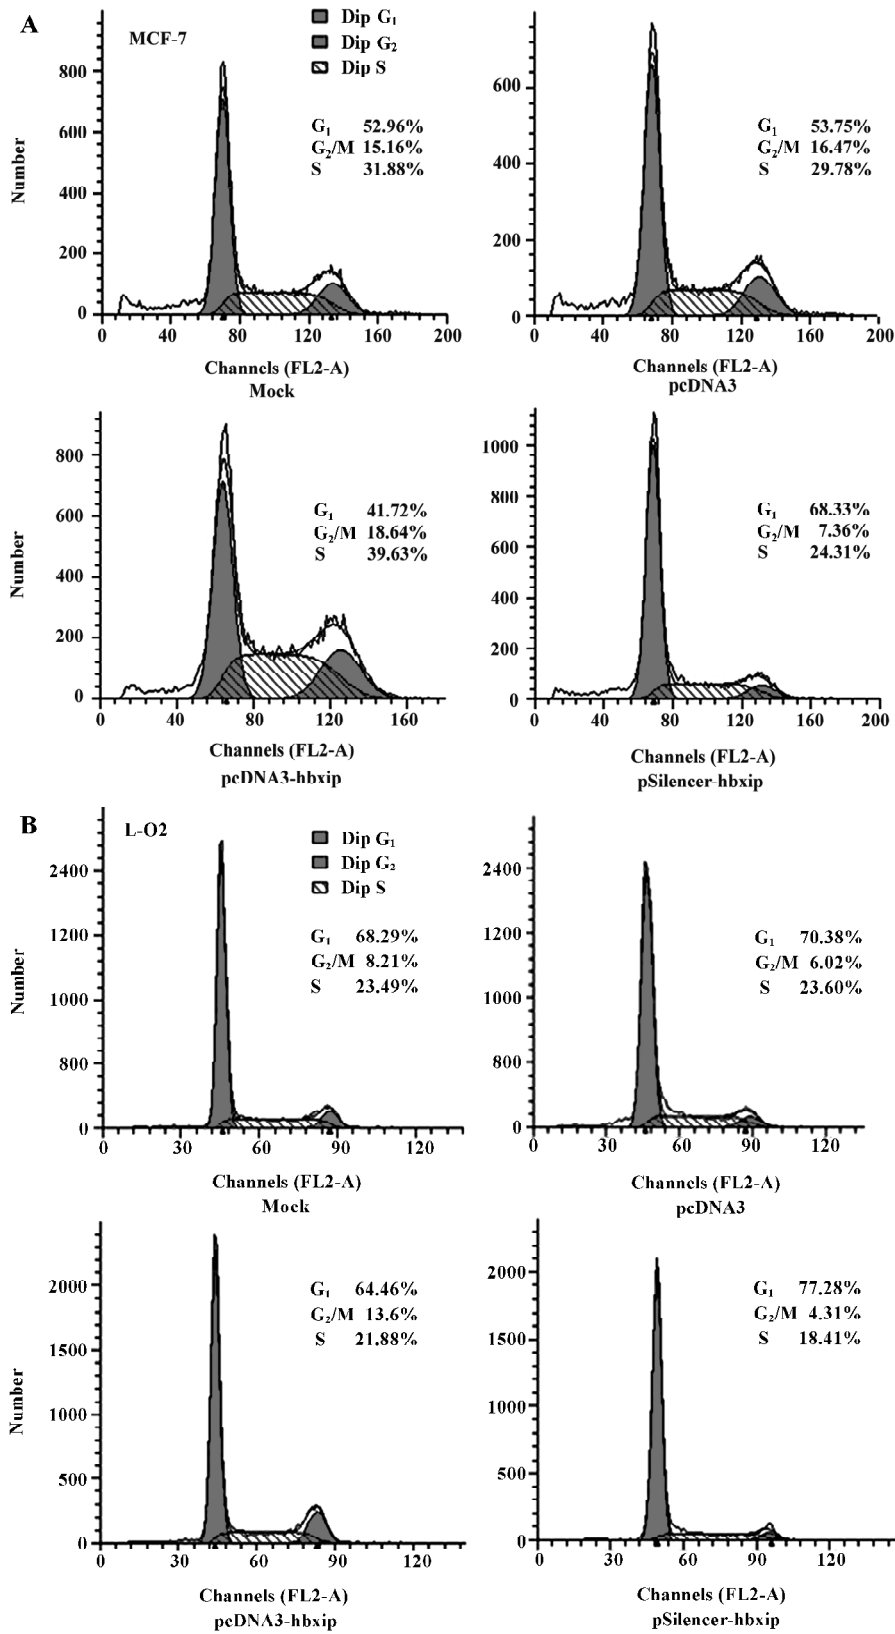 A
MCF-7
Dip G₁
Dip G₂
Dip S
G₁ 52.96%
G₂/M 15.16%
S 31.88%
Number
800
600
400
200
0
0 40 80 120 160 200
Channels (FL2-A)
Mock
G₁ 53.75%
G₂/M 16.47%
S 29.78%
600
400
200
0
0 40 80 120 160 200
Channels (FL2-A)
pcDNA3
G₁ 41.72%
G₂/M 18.64%
S 39.63%
Number
800
600
400
200
0
0 40 80 120 160
Channels (FL2-A)
pcDNA3-hbxip
G₁ 68.33%
G₂/M 7.36%
S 24.31%
1000
800
600
400
200
0
0 40 80 120 160 200
Channels (FL2-A)
pSilencer-hbxip
B
L-O2
Dip G₁
Dip G₂
Dip S
G₁ 68.29%
G₂/M 8.21%
S 23.49%
Number
2400
1200
1000
800
0
0 30 60 90 120
Channels (FL2-A)
Mock
G₁ 70.38%
G₂/M 6.02%
S 23.60%
2400
1200
1000
800
0
0 30 60 90 120
Channels (FL2-A)
pcDNA3
G₁ 64.46%
G₂/M 13.6%
S 21.88%
Number
2000
1500
1000
500
0
0 30 60 90 120
Channels (FL2-A)
pcDNA3-hbxip
G₁ 77.28%
G₂/M 4.31%
S 18.41%
2000
1500
1000
500
0
0 30 60 90 120
Channels (FL2-A)
pSilencer-hbxip